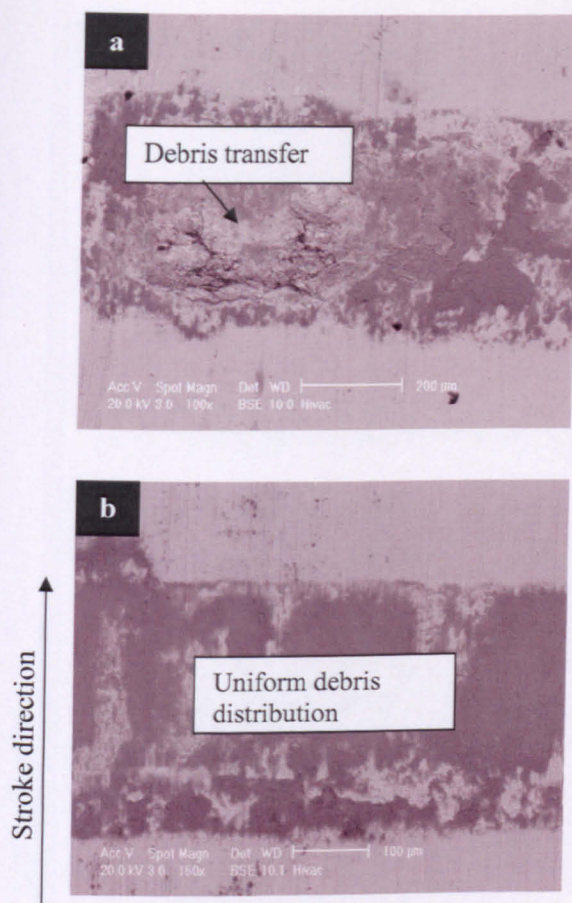 a
Debris transfer
Acc.V Spot Magn Det WD 200 µm
20.0 kV 3.0 100x BSE 10.0 Hivac
b
Uniform debris
distribution
Stroke direction
Acc.V Spot Magn Det WD 100 µm
20.0 kV 3.0 150x BSE 10.1 Hivac